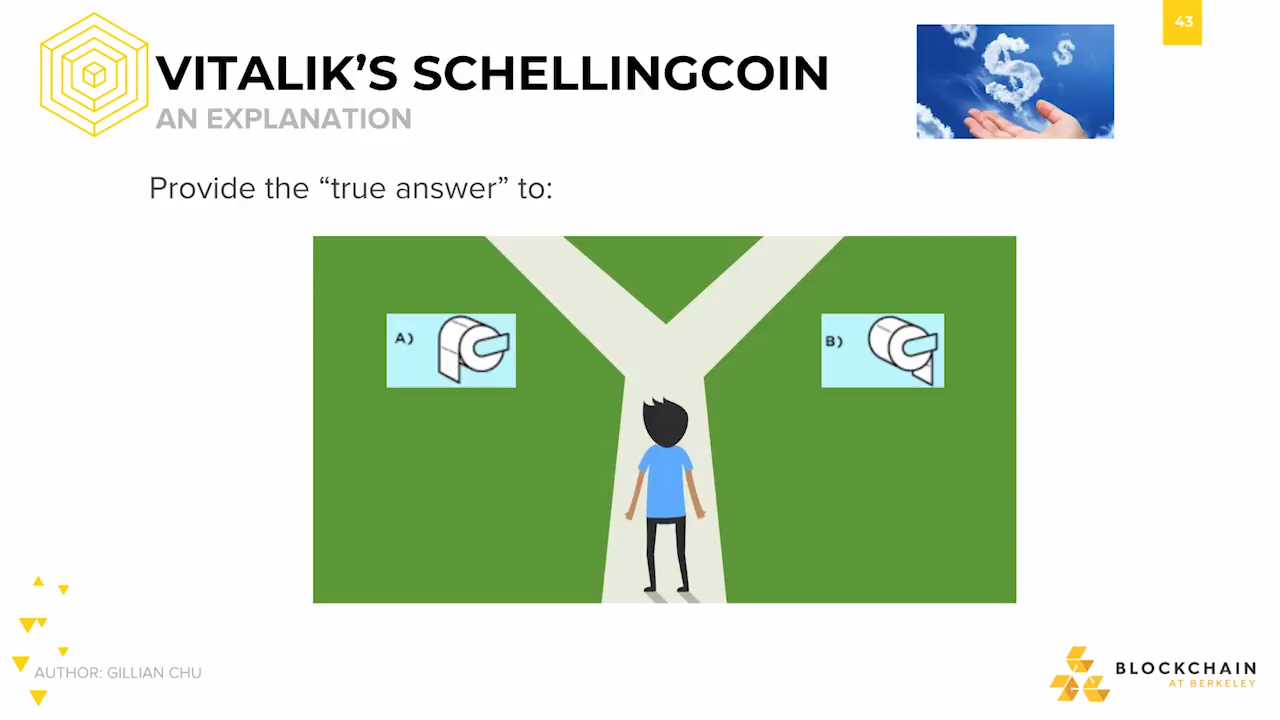 43
VITALIK’S SCHELLINGCOIN
AN EXPLANATION
Provide the “true answer” to:
A)
B)
AUTHOR: GILLIAN CHU
BLOCKCHAIN
AT BERKELEY